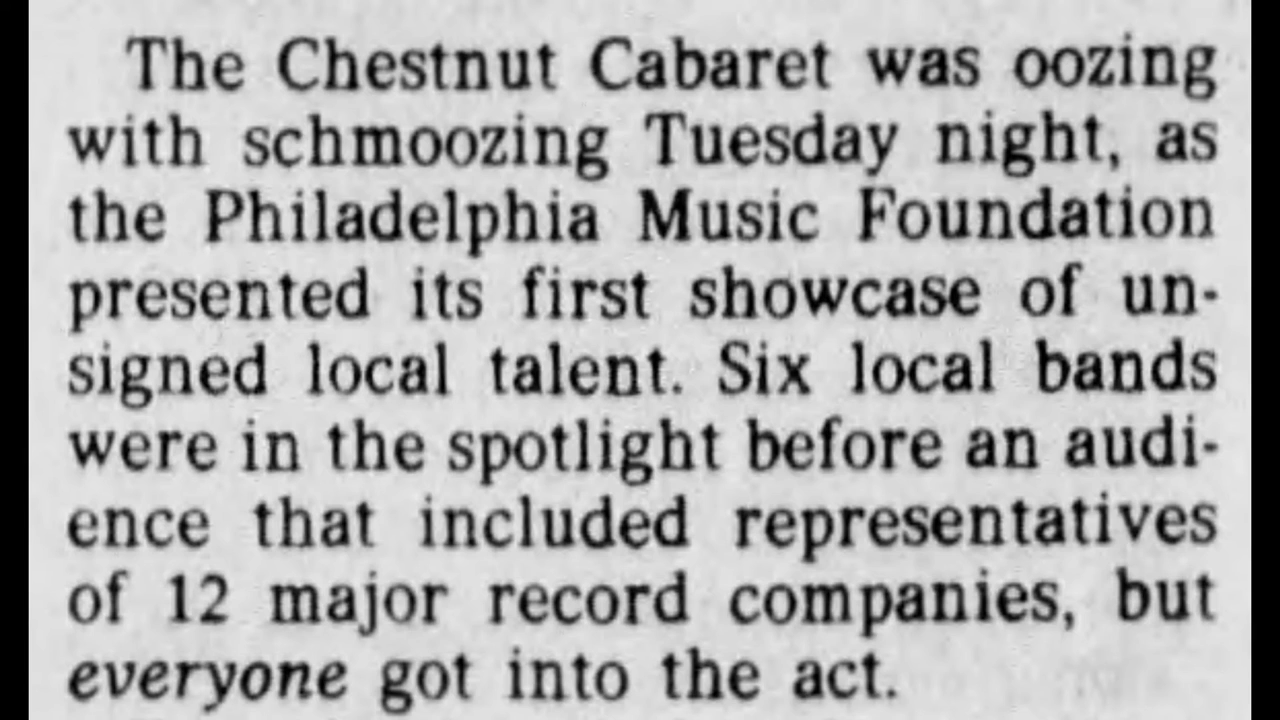 The Chestnut Cabaret was oozing
with schmoozing Tuesday night, as
the Philadelphia Music Foundation
presented its first showcase of un-
signed local talent. Six local bands
were in the spotlight before an audi-
ence that included representatives
of 12 major record companies, but
everyone got into the act.